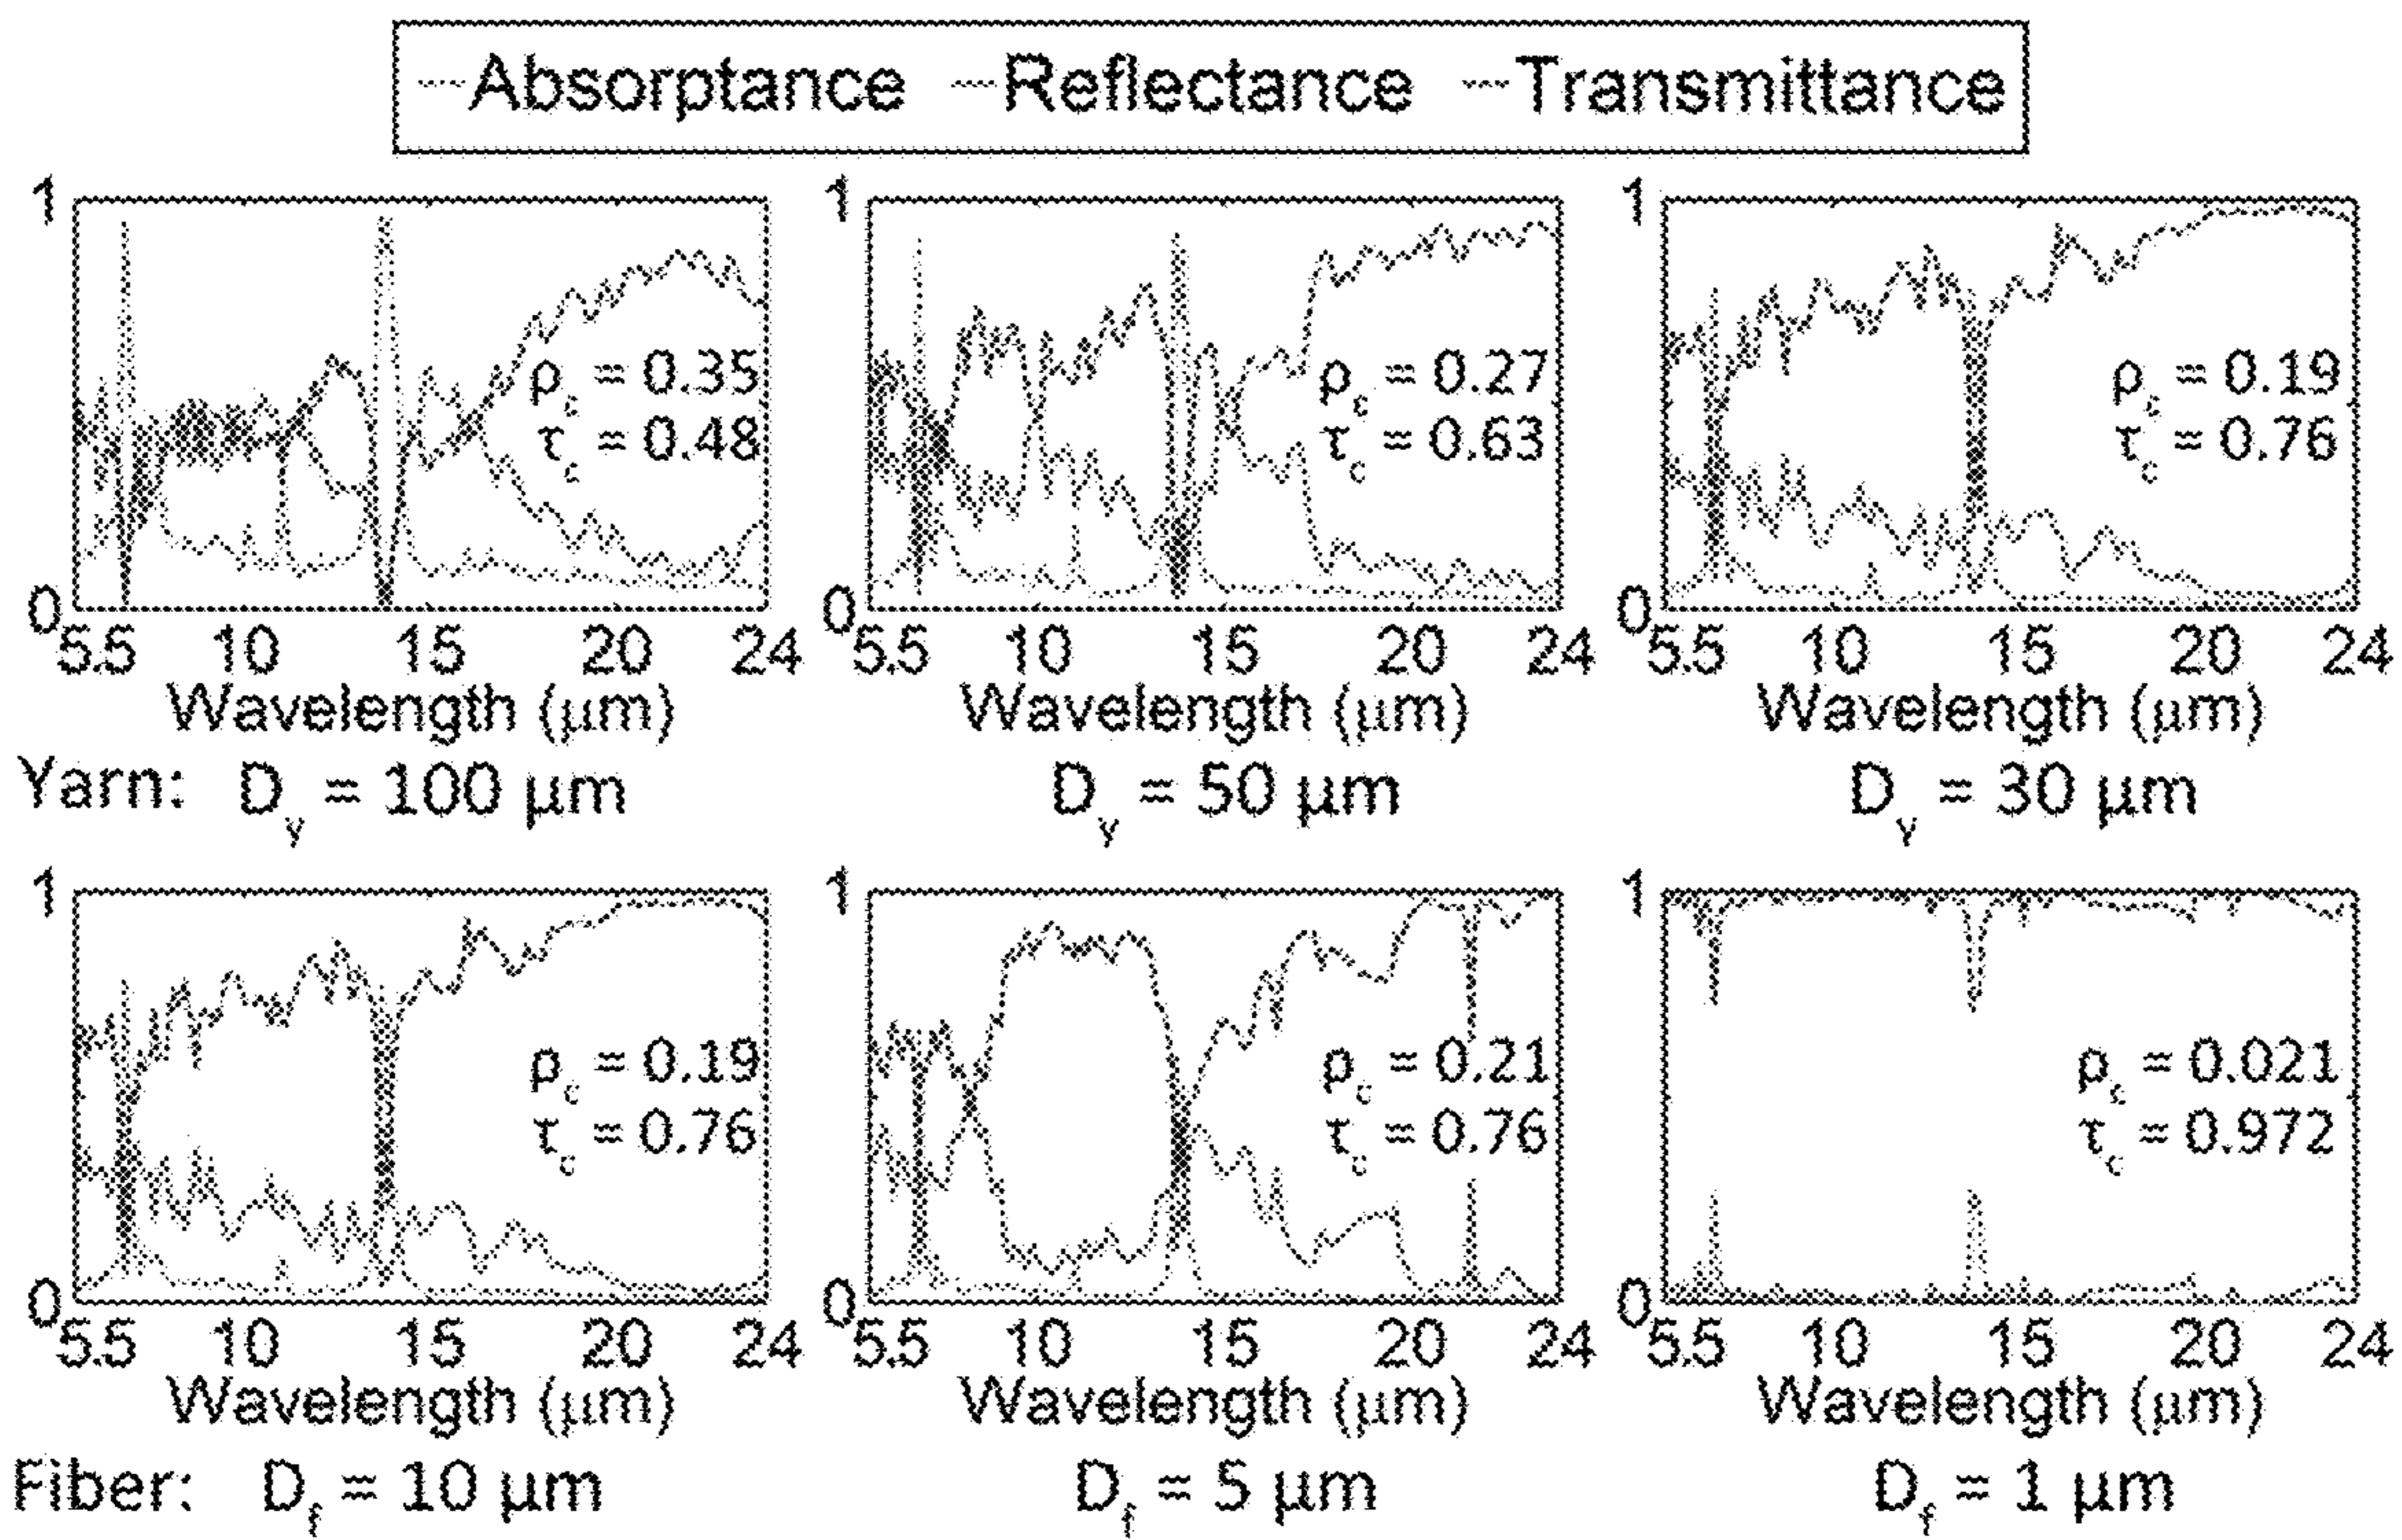 Absorptance Reflectance Transmittance
1 1 1
ρc = 0.35 ρc = 0.27 ρc = 0.19
τc = 0.48 τc = 0.63 τc = 0.76
0 0 0
5.5 10 15 20 24 5.5 10 15 20 24 5.5 10 15 20 24
Wavelength (μm) Wavelength (μm) Wavelength (μm)
Yarn: Dy = 100 μm Dy = 50 μm Dy = 30 μm
1 1 1
ρc = 0.19 ρc = 0.21 ρc = 0.021
τc = 0.76 τc = 0.76 τc = 0.972
0 0 0
5.5 10 15 20 24 5.5 10 15 20 24 5.5 10 15 20 24
Wavelength (μm) Wavelength (μm) Wavelength (μm)
Fiber: Df = 10 μm Df = 5 μm Df = 1 μm